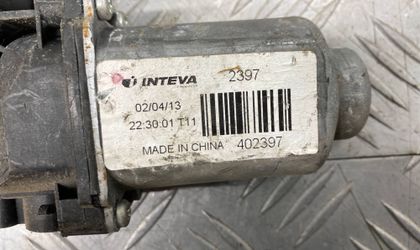 INTEVA 2397
02/04/13
22:30:01 T11
MADE IN CHINA 402397